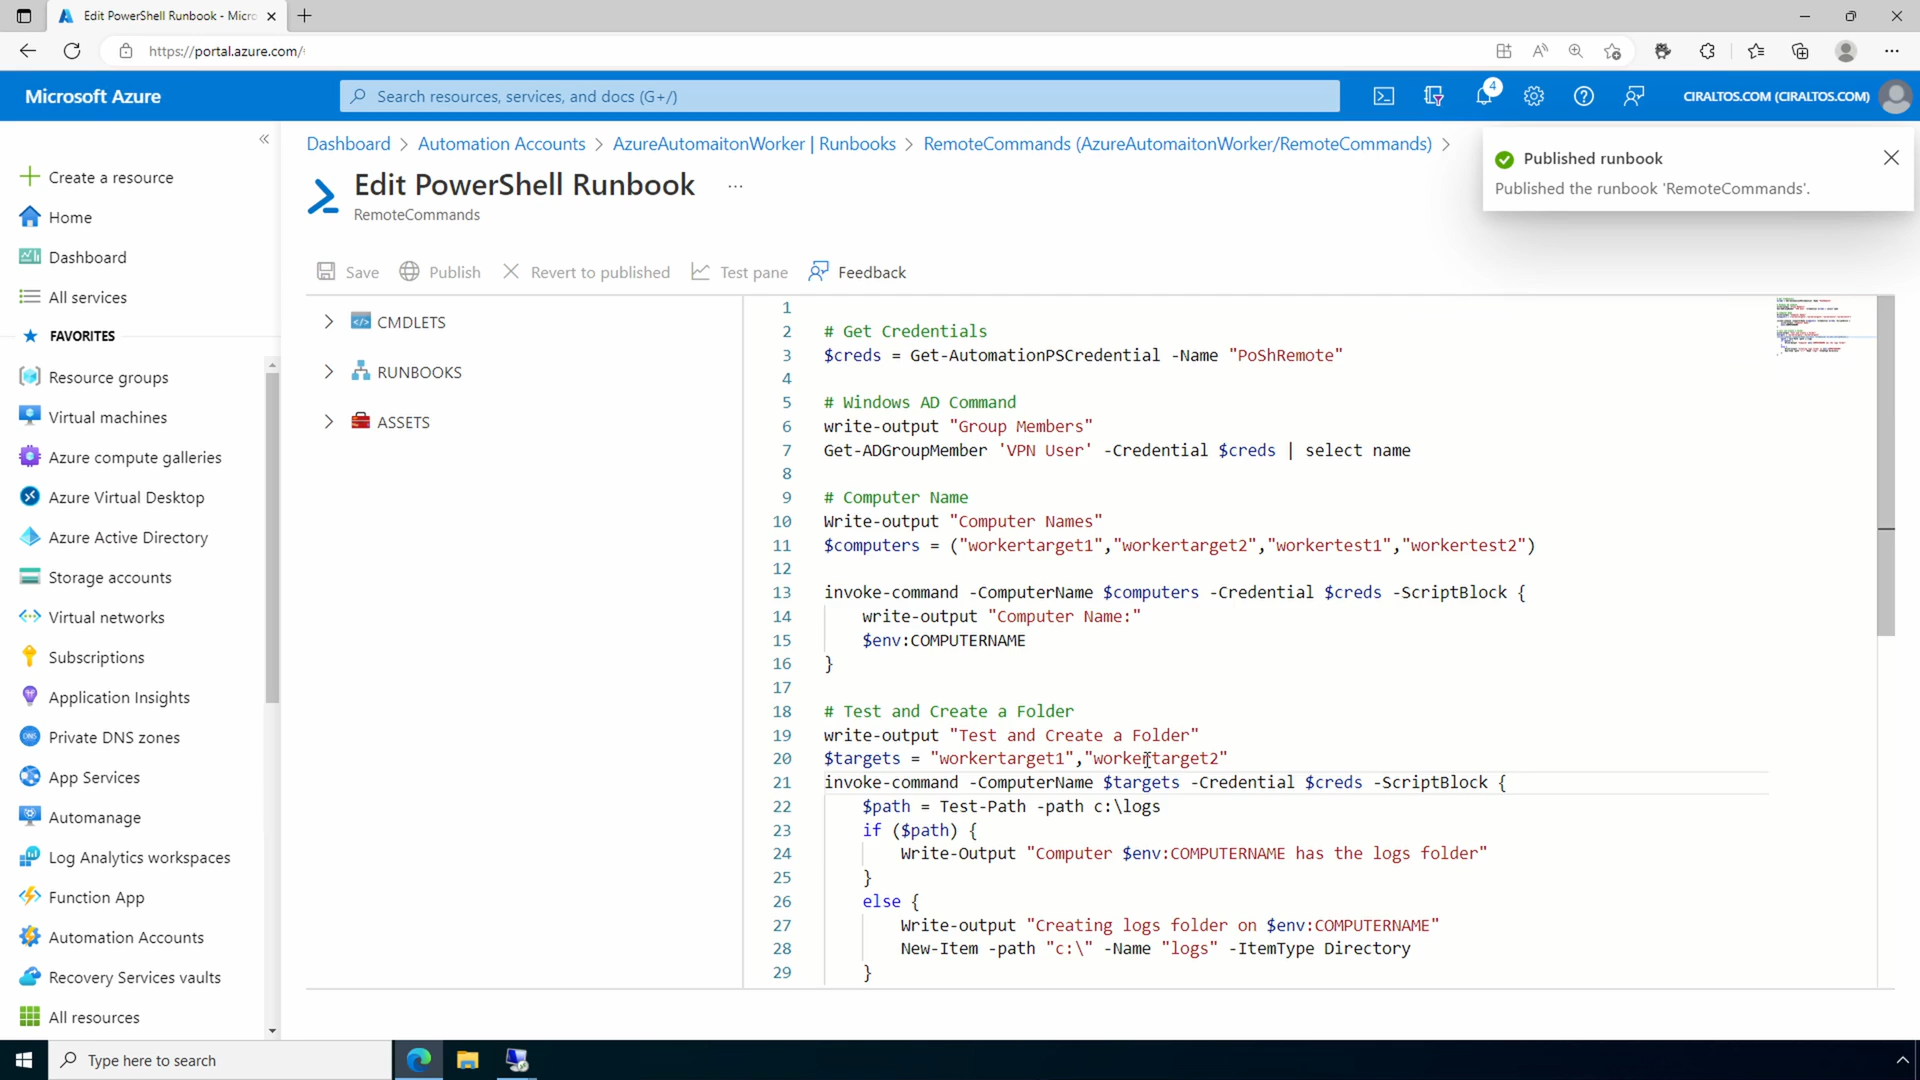 Edit PowerShell Runbook - Micro
https://portal.azure.com/
Microsoft Azure
Search resources, services, and docs (G+/)
4
CIRALTOS.COM (CIRALTOS.COM)
Dashboard > Automation Accounts > AzureAutomaitonWorker | Runbooks > RemoteCommands (AzureAutomaitonWorker/RemoteCommands) >
Edit PowerShell Runbook ...
RemoteCommands
Published runbook
Published the runbook 'RemoteCommands'.
Save
Publish
Revert to published
Test pane
Feedback
Create a resource
Home
Dashboard
All services
FAVORITES
Resource groups
Virtual machines
Azure compute galleries
Azure Virtual Desktop
Azure Active Directory
Storage accounts
Virtual networks
Subscriptions
Application Insights
Private DNS zones
App Services
Automanage
Log Analytics workspaces
Function App
Automation Accounts
Recovery Services vaults
All resources
CMDLETS
RUNBOOKS
ASSETS
1
2 # Get Credentials
3 $creds = Get-AutomationPSCredential -Name "PoShRemote"
4
5 # Windows AD Command
6 write-output "Group Members"
7 Get-ADGroupMember 'VPN User' -Credential $creds | select name
8
9 # Computer Name
10 Write-output "Computer Names"
11 $computers = ("workertarget1","workertarget2","workertest1","workertest2")
12
13 invoke-command -ComputerName $computers -Credential $creds -ScriptBlock {
14 write-output "Computer Name:"
15 $env:COMPUTERNAME
16 }
17
18 # Test and Create a Folder
19 write-output "Test and Create a Folder"
20 $targets = "workertarget1","workertarget2"
21 invoke-command -ComputerName $targets -Credential $creds -ScriptBlock {
22 $path = Test-Path -path c:\logs
23 if ($path) {
24 Write-Output "Computer $env:COMPUTERNAME has the logs folder"
25 }
26 else {
27 Write-output "Creating logs folder on $env:COMPUTERNAME"
28 New-Item -path "c:\" -Name "logs" -ItemType Directory
29 }
Type here to search